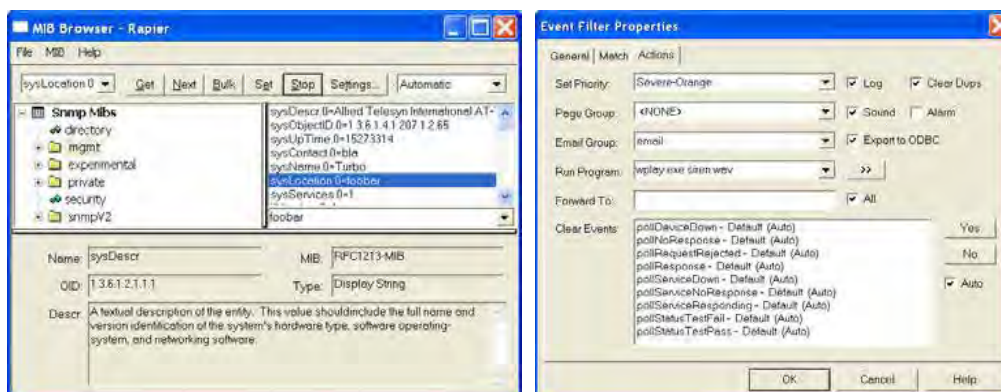 MIB Browser - Rapier
File MIB Help
sysLocation.0 Get Next Bulk Set Stop Settings... Automatic
Snmp Mibs
directory
mgmt
experimental
private
security
snmpV2
sysDescr.0=Allied Telesyn International AT-
sysObjectID.0=1.3.6.1.4.1.207.1.2.65
sysUpTime.0=15273314
sysContact.0=bla
sysName.0=Turbo
sysLocation.0=foobar
sysServices.0=1
foobar
Name: sysDescr MIB: RFC1213-MIB
OID: 1.3.6.1.2.1.1.1 Type: Display String
Descr: A textual description of the entity. This value shouldinclude the full name and
version identification of the system's hardware type, software operating-
system, and networking software.
Event Filter Properties
General Match Actions
Set Priority: Severe-Orange Log Clear Dups
Page Group: <NONE> Sound Alarm
Email Group: email Export to ODBC
Run Program: wplay.exe siren.wav >>
Forward To: All
Clear Events: pollDeviceDown - Default (Auto)
pollNoResponse - Default (Auto)
pollRequestRejected - Default (Auto)
pollResponse - Default (Auto)
pollServiceDown - Default (Auto)
pollServiceNoResponse - Default (Auto)
pollServiceResponding - Default (Auto)
pollStatusTestFail - Default (Auto)
pollStatusTestPass - Default (Auto)
Yes
No
Auto
OK Cancel Help